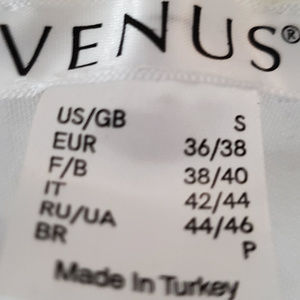 VENUS®
US/GB S
EUR 36/38
F/B 38/40
IT 42/44
RU/UA 44/46
BR P
Made In Turkey